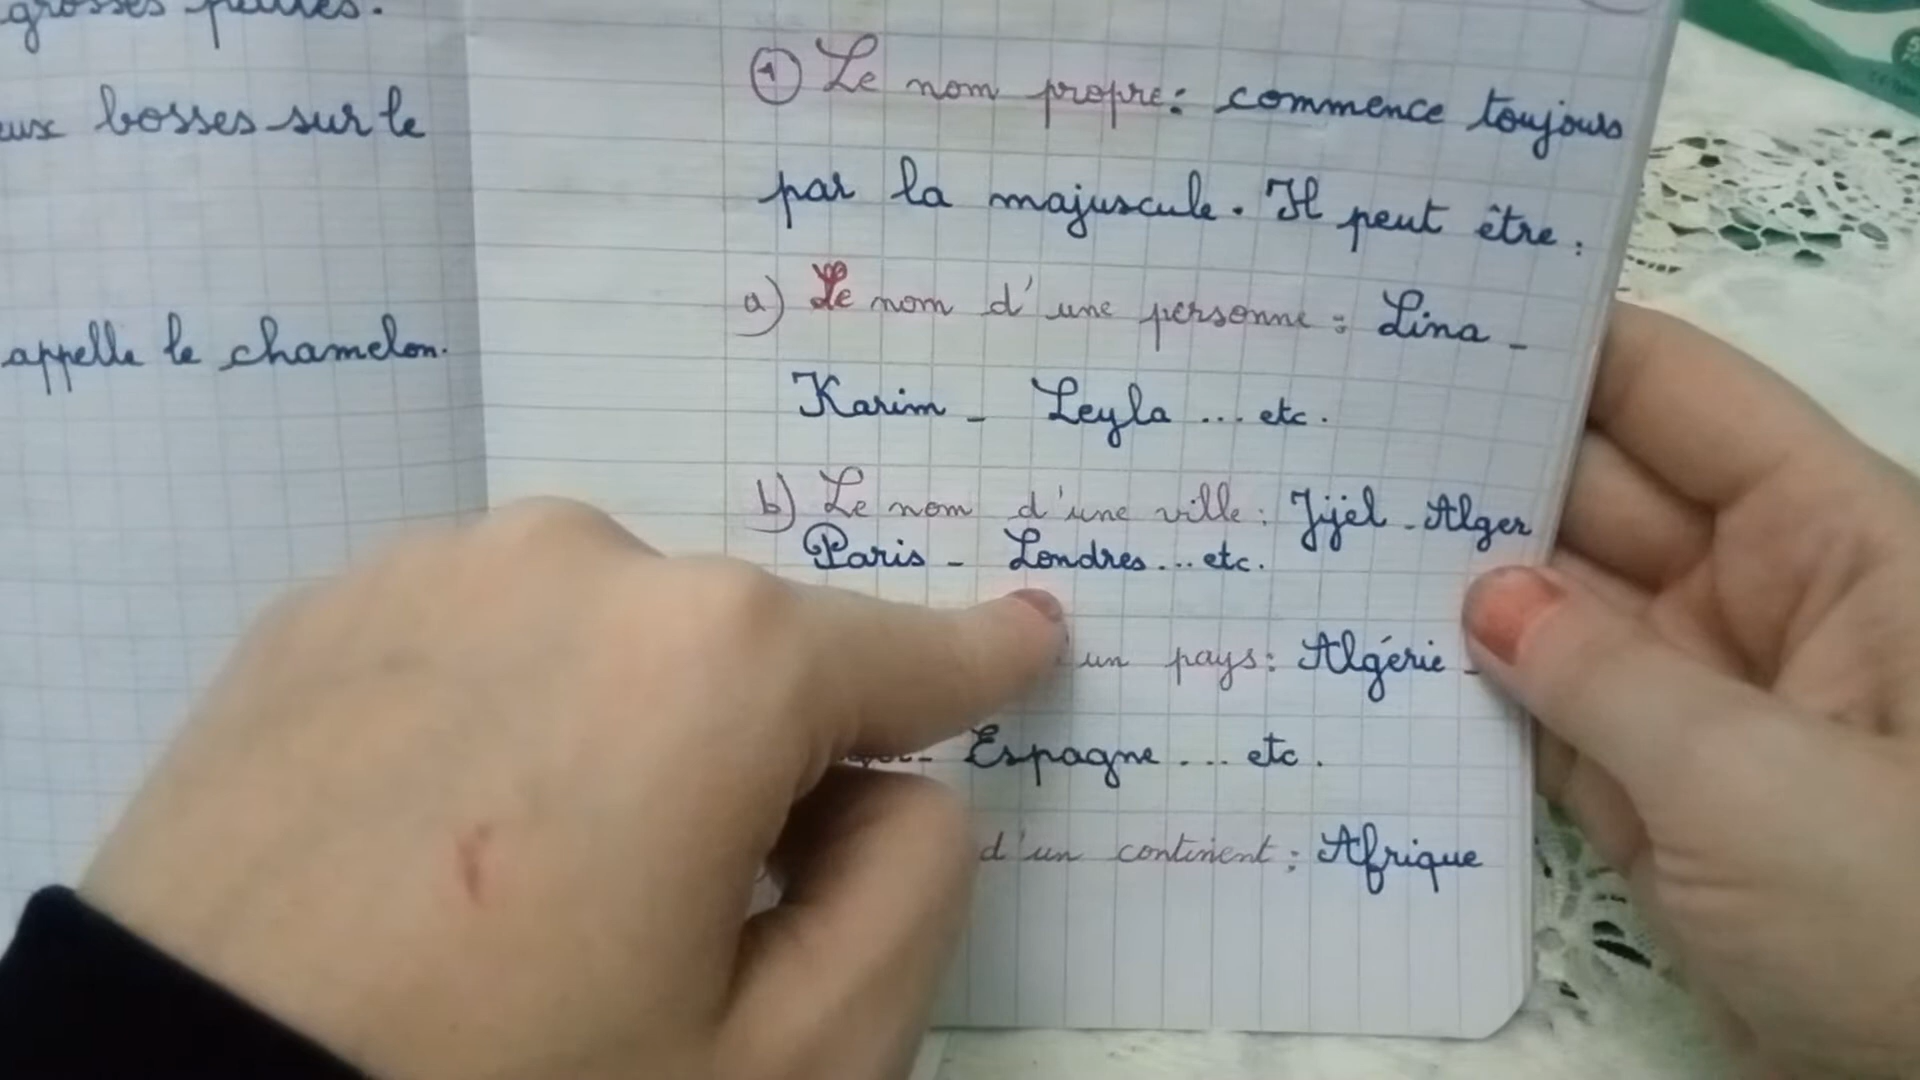 grosses
bosses sur le
appelle le chamelon.
1 Le nom propre : commence toujours
par la majuscule. Il peut être :
a) Le nom d'une personne : Lina -
Karim - Leyla ... etc.
b) Le nom d'une ville : Jijel - Alger
Paris - Londres ... etc.
un pays : Algérie -
- Espagne ... etc.
d'un continent : Afrique